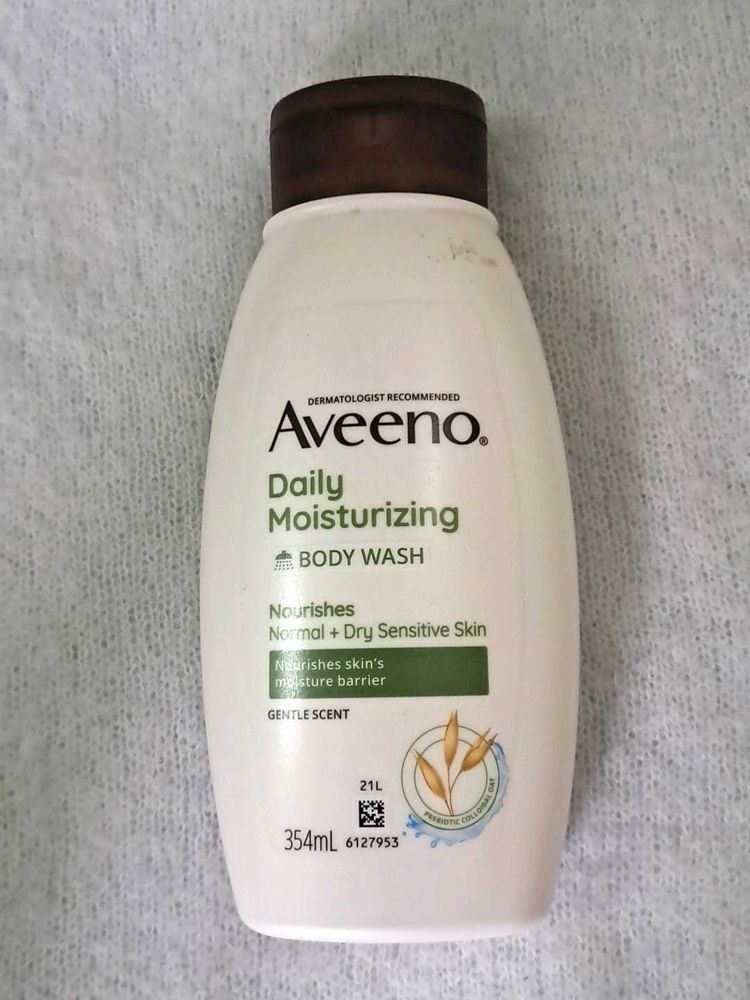 DERMATOLOGIST RECOMMENDED
Aveeno®
Daily
Moisturizing
BODY WASH
Nourishes
Normal + Dry Sensitive Skin
Nourishes skin's
moisture barrier
GENTLE SCENT
PREBIOTIC COLLOIDAL OAT
21L
354mL 6127953